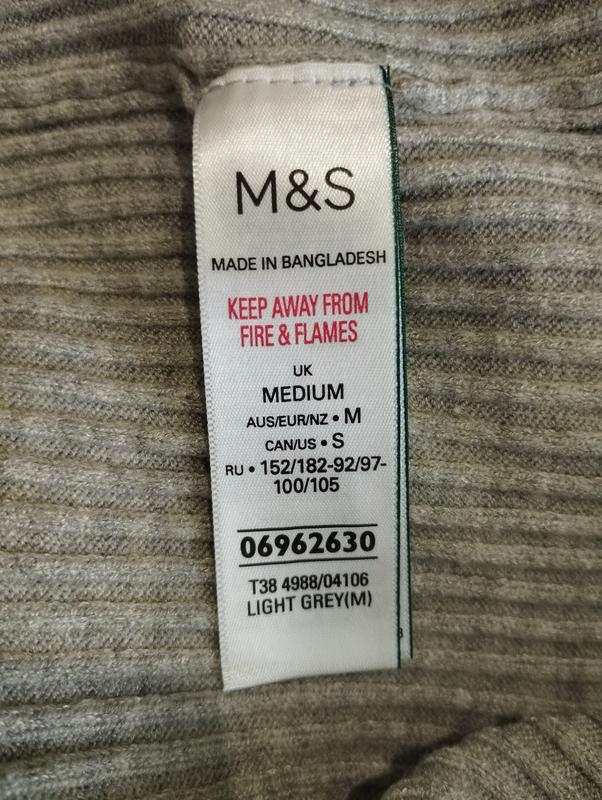 M&S
MADE IN BANGLADESH
KEEP AWAY FROM
FIRE & FLAMES
UK
MEDIUM
AUS/EUR/NZ • M
CAN/US • S
RU • 152/182-92/97-
100/105
06962630
T38 4988/04106
LIGHT GREY(M)